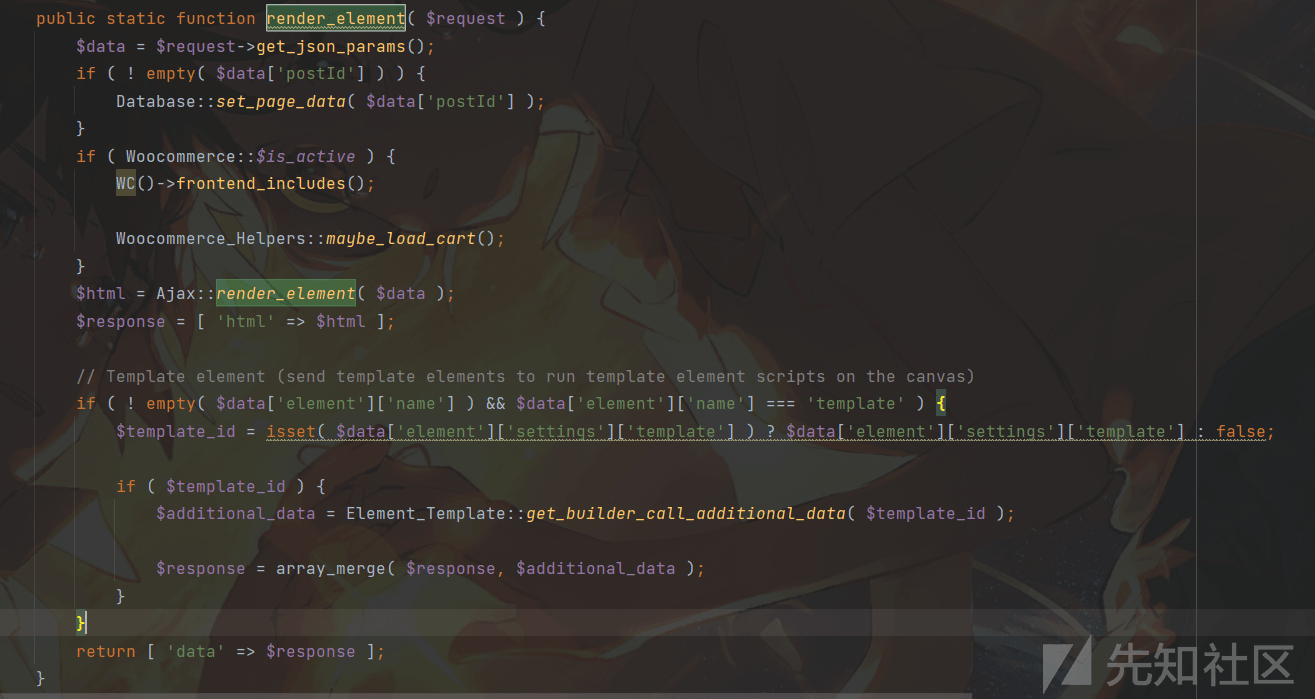 public static function render_element( $request ) {
$data = $request->get_json_params();
if ( ! empty( $data['postId'] ) ) {
Database::set_page_data( $data['postId'] );
}
if ( Woocommerce::$is_active ) {
WC()->frontend_includes();
Woocommerce_Helpers::maybe_load_cart();
}
$html = Ajax::render_element( $data );
$response = [ 'html' => $html ];
// Template element (send template elements to run template element scripts on the canvas)
if ( ! empty( $data['element']['name'] ) && $data['element']['name'] === 'template' ) {
$template_id = isset( $data['element']['settings']['template'] ) ? $data['element']['settings']['template'] : false;
if ( $template_id ) {
$additional_data = Element_Template::get_builder_call_additional_data( $template_id );
$response = array_merge( $response, $additional_data );
}
}
return [ 'data' => $response ];
}
先知社区